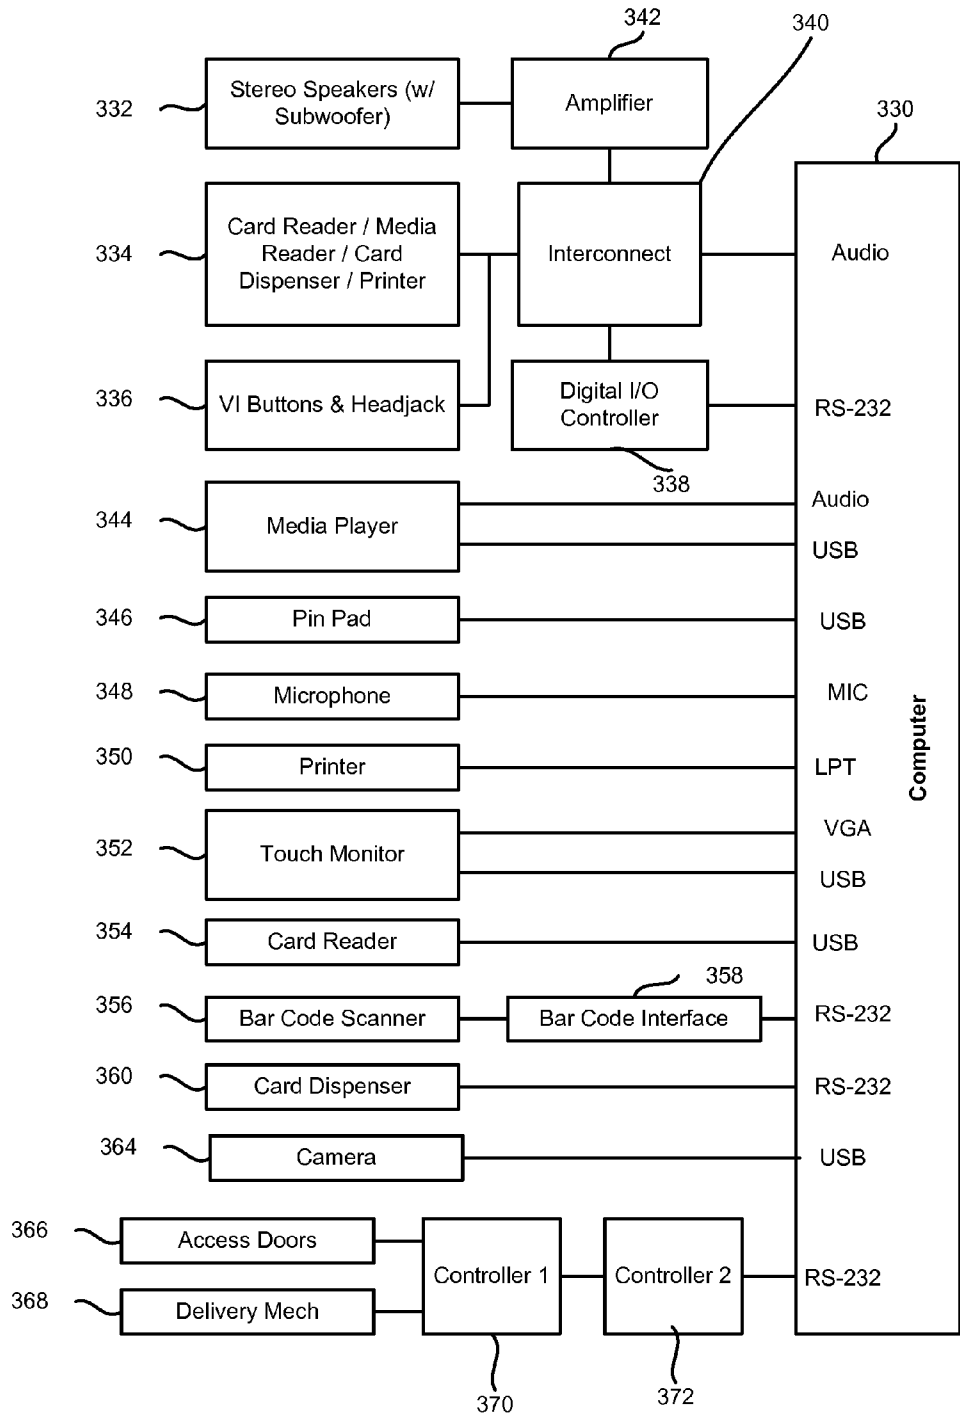 342
340
332
Stereo Speakers (w/
Subwoofer)
Amplifier
330
334
Card Reader / Media
Reader / Card
Dispenser / Printer
Interconnect
Audio
336
VI Buttons & Headjack
Digital I/O
Controller
RS-232
338
344
Media Player
Audio
USB
346
Pin Pad
USB
348
Microphone
MIC
350
Printer
LPT
Computer
352
Touch Monitor
VGA
USB
354
Card Reader
USB
358
356
Bar Code Scanner
Bar Code Interface
RS-232
360
Card Dispenser
RS-232
364
Camera
USB
366
Access Doors
Controller 1
Controller 2
RS-232
368
Delivery Mech
370
372